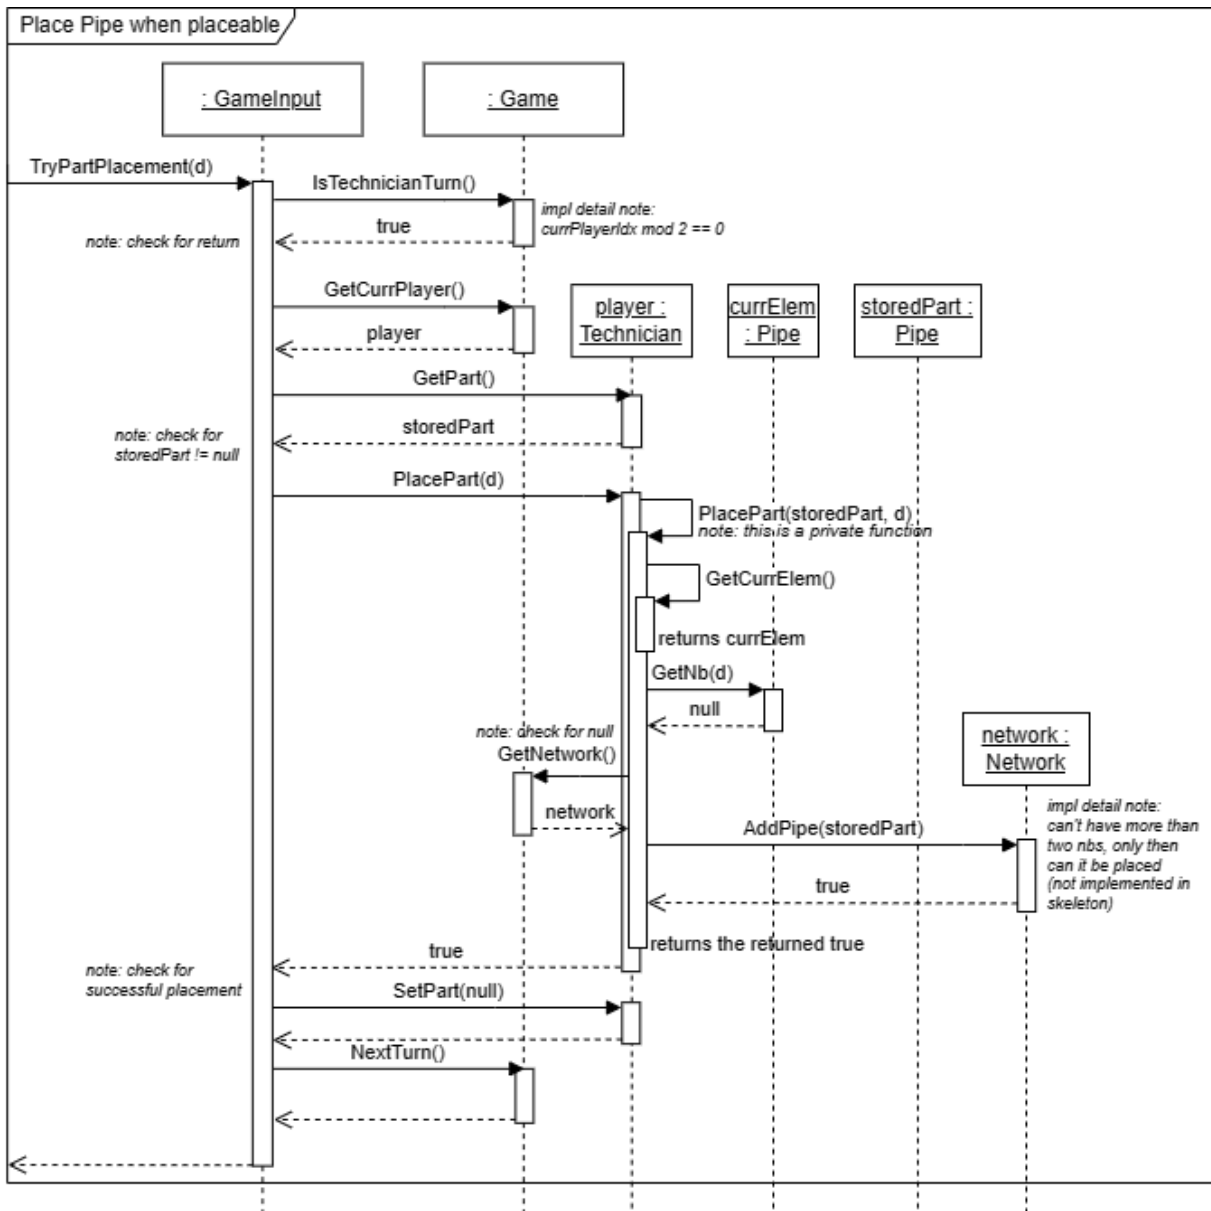 Place Pipe when placeable
: GameInput
: Game
TryPartPlacement(d)
IsTechnicianTurn()
impl detail note:
currPlayerIdx mod 2 == 0
true
note: check for return
GetCurrPlayer()
player :
Technician
currElem
: Pipe
storedPart :
Pipe
player
GetPart()
storedPart
note: check for
storedPart != null
PlacePart(d)
PlacePart(storedPart, d)
note: this is a private function
GetCurrElem()
returns currElem
GetNb(d)
null
note: check for null
GetNetwork()
network :
Network
network
AddPipe(storedPart)
impl detail note:
can't have more than
two nbs, only then
can it be placed
(not implemented in
skeleton)
true
returns the returned true
true
note: check for
successful placement
SetPart(null)
NextTurn()